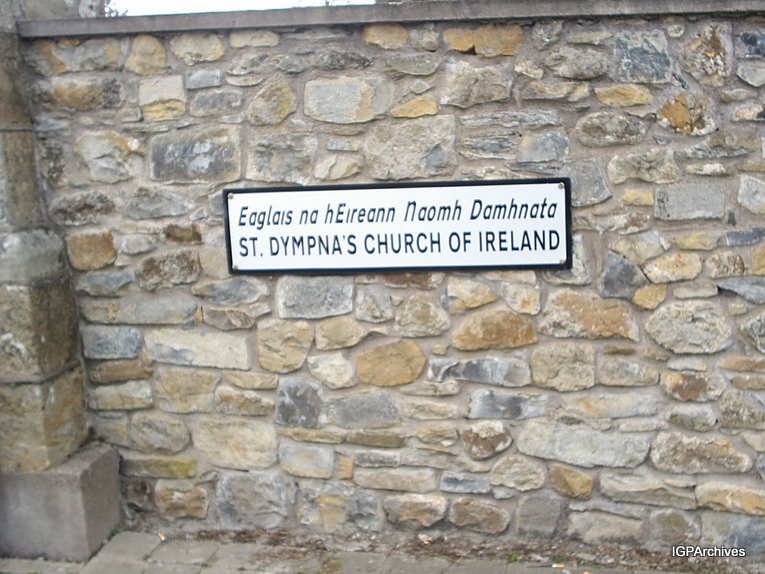 Eaglais na hEireann Naomh Damhnata
ST. DYMPNA'S CHURCH OF IRELAND
IGPArchives